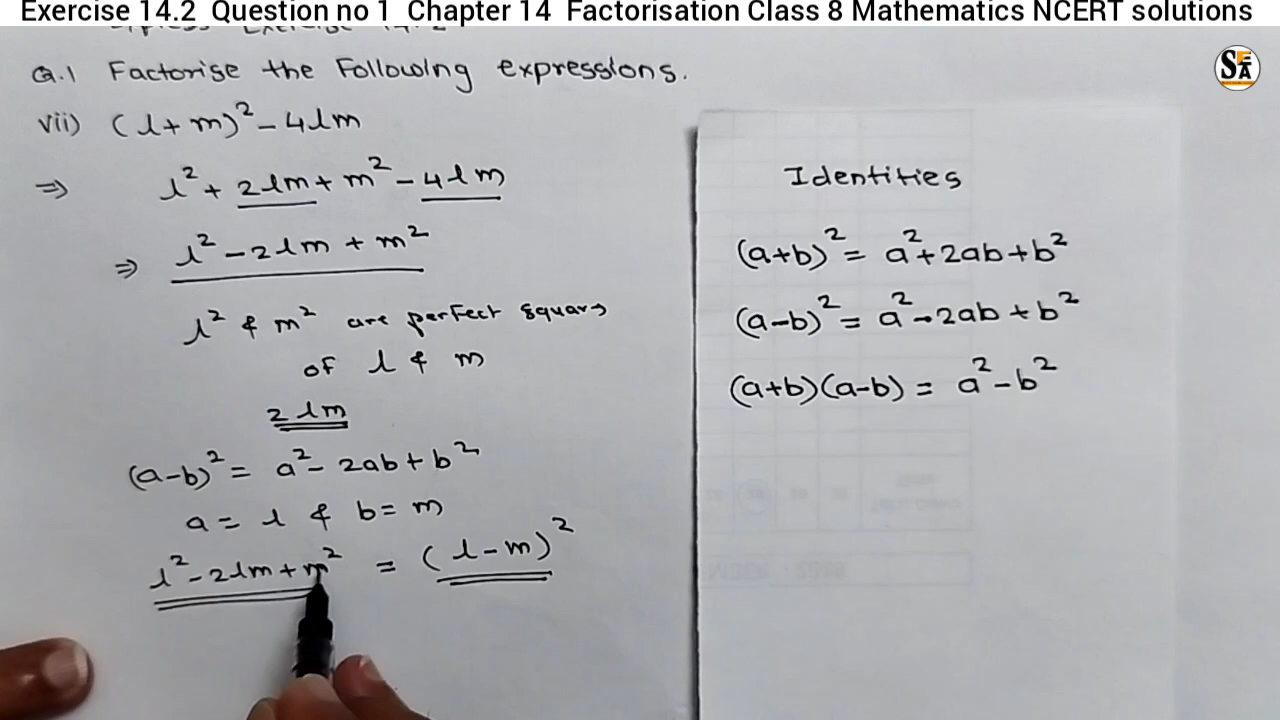 Exercise 14.2 Question no 1 Chapter 14 Factorisation Class 8 Mathematics NCERT solutions
Q.1 Factorise the Following expressions.
vii) (l+m)² - 4lm
⇒ l² + 2lm + m² - 4lm
⇒ l² - 2lm + m²
l² & m² are perfect squares
of l & m
2lm
(a-b)² = a² - 2ab + b²
a = l & b = m
l² - 2lm + m² = (l-m)²
SFA
Identities
(a+b)² = a² + 2ab + b²
(a-b)² = a² - 2ab + b²
(a+b)(a-b) = a² - b²